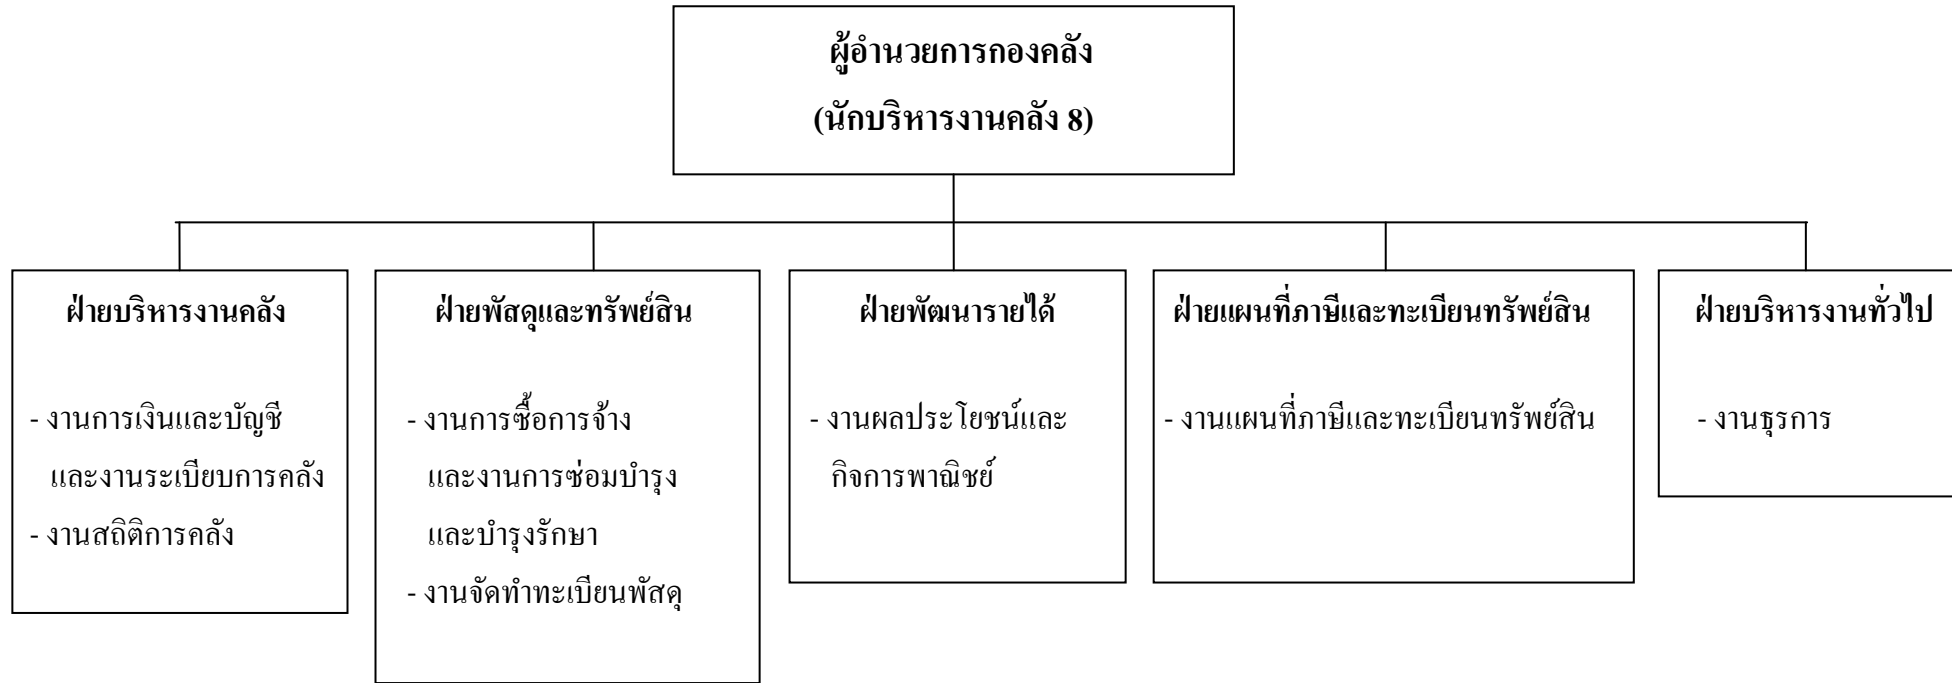 ผู้อำนวยการกองคลัง
(นักบริหารงานคลัง 8)
ฝ่ายบริหารงานคลัง
- งานการเงินและบัญชี
และงานระเบียบการคลัง
- งานสถิติการคลัง
ฝ่ายพัสดุและทรัพย์สิน
- งานการซื้อการจ้าง
และงานการซ่อมบำรุง
และบำรุงรักษา
- งานจัดทำทะเบียนพัสดุ
ฝ่ายพัฒนารายได้
- งานผลประโยชน์และ
กิจการพาณิชย์
ฝ่ายแผนที่ภาษีและทะเบียนทรัพย์สิน
- งานแผนที่ภาษีและทะเบียนทรัพย์สิน
ฝ่ายบริหารงานทั่วไป
- งานธุรการ